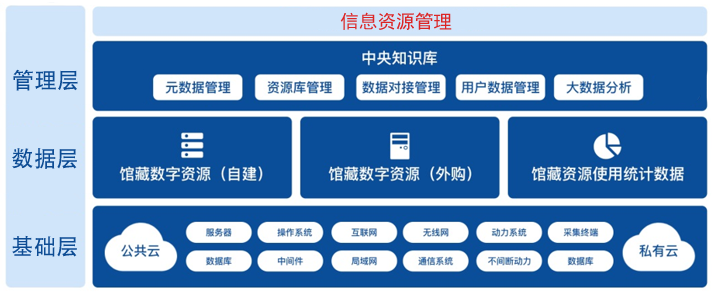 信息资源管理
管理层
中央知识库
元数据管理
资源库管理
数据对接管理
用户数据管理
大数据分析
数据层
馆藏数字资源（自建）
馆藏数字资源（外购）
馆藏资源使用统计数据
基础层
公共云
服务器
操作系统
互联网
无线网
动力系统
采集终端
数据库
中间件
局域网
通信系统
不间断动力
数据库
私有云